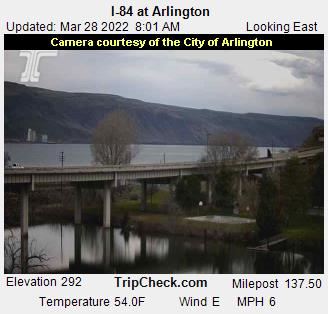 I-84 at Arlington
Updated: Mar 28 2022 8:01 AM Looking East
Camera courtesy of the City of Arlington
Elevation 292 TripCheck.com Milepost 137.50
Temperature 54.0F Wind E MPH 6